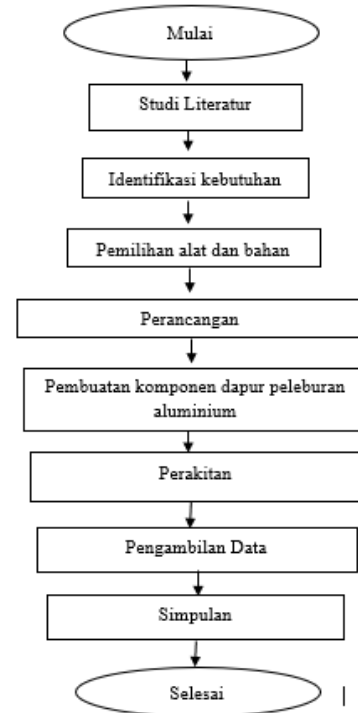 Mulai
Studi Literatur
Identifikasi kebutuhan
Pemilihan alat dan bahan
Perancangan
Pembuatan komponen dapur peleburan
aluminium
Perakitan
Pengambilan Data
Simpulan
Selesai